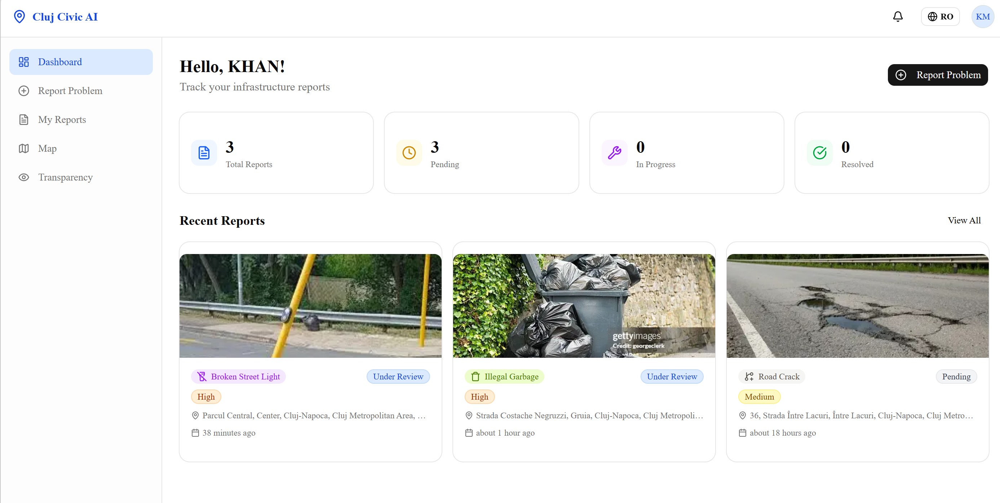 Cluj Civic AI
RO
KM
Dashboard
Report Problem
My Reports
Map
Transparency
Hello, KHAN!
Track your infrastructure reports
Report Problem
3
Total Reports
3
Pending
0
In Progress
0
Resolved
Recent Reports
View All
gettyimages
Credit: georgeclerk
Broken Street Light
Under Review
High
Parcul Central, Center, Cluj-Napoca, Cluj Metropolitan Area, …
38 minutes ago
Illegal Garbage
Under Review
High
Strada Costache Negruzzi, Gruia, Cluj-Napoca, Cluj Metropoli…
about 1 hour ago
Road Crack
Pending
Medium
36, Strada Între Lacuri, Între Lacuri, Cluj-Napoca, Cluj Metro…
about 18 hours ago